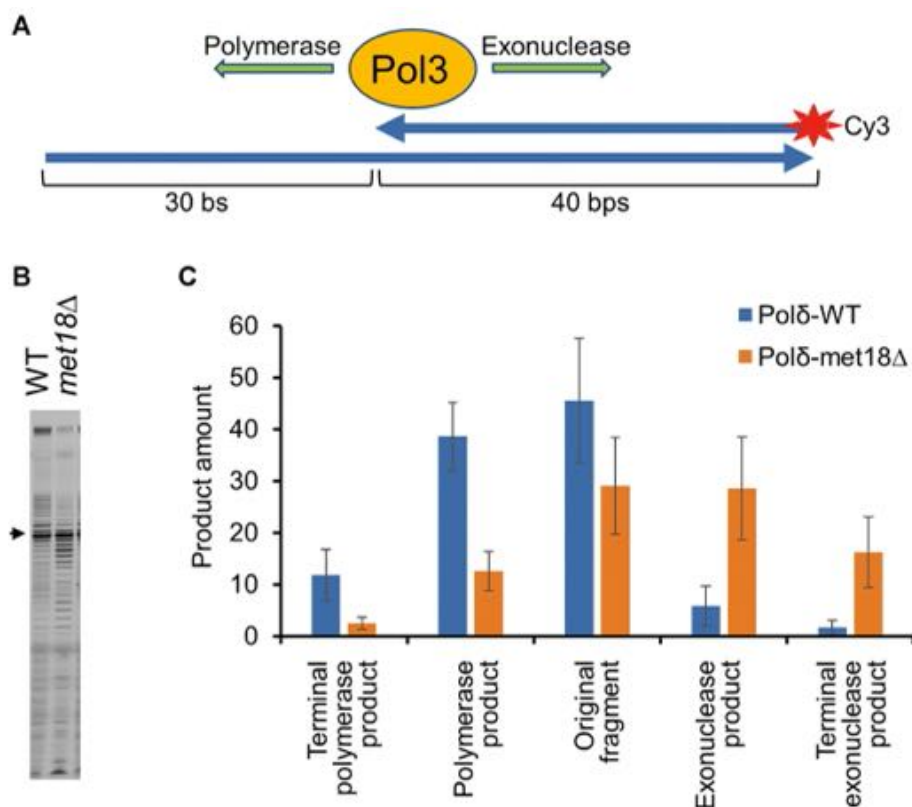 A
Polymerase
Exonuclease
Pol3
Cy3
30 bs
40 bps
B
WT
met18Δ
C
Polδ-WT
Polδ-met18Δ
Product amount
60
50
40
30
20
10
0
Terminal
polymerase
product
Polymerase
product
Original
fragment
Exonuclease
product
Terminal
exonuclease
product